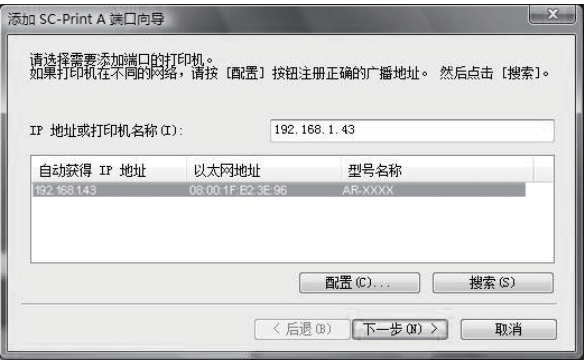 添加 SC-Print A 端口向导
请选择需要添加端口的打印机。
如果打印机在不同的网络，请按 [配置] 按钮注册正确的广播地址。 然后点击 [搜索]。
IP 地址或打印机名称(I): 192.168.1.43
自动获得 IP 地址 以太网地址 型号名称
192.168.1.43 08:00:1F:E2:3E:96 AR-XXXX
配置(C)... 搜索(S)
< 后退(B) 下一步(N) > 取消